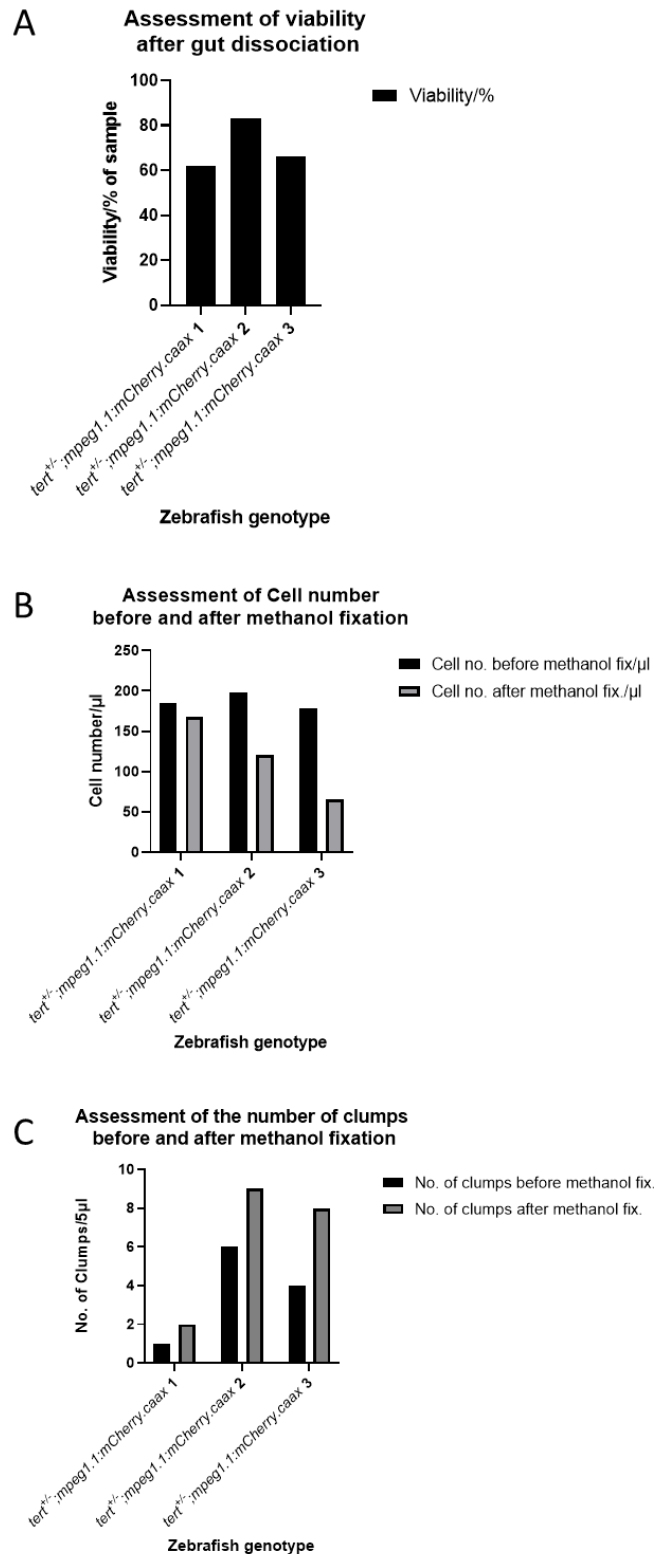 A
Assessment of viability
after gut dissociation
Viability/% of sample
100
80
60
40
20
0
Viability/%
tert+/-;mpeg1.1:mCherry.caax 1
tert+/-;mpeg1.1:mCherry.caax 2
tert+/-;mpeg1.1:mCherry.caax 3
Zebrafish genotype
B
Assessment of Cell number
before and after methanol fixation
Cell number/µl
250
200
150
100
50
0
Cell no. before methanol fix/µl
Cell no. after methanol fix./µl
tert+/-;mpeg1.1:mCherry.caax 1
tert+/-;mpeg1.1:mCherry.caax 2
tert+/-;mpeg1.1:mCherry.caax 3
Zebrafish genotype
C
Assessment of the number of clumps
before and after methanol fixation
No. of Clumps/5µl
10
8
6
4
2
0
No. of clumps before methanol fix.
No. of clumps after methanol fix.
tert+/-;mpeg1.1:mCherry.caax 1
tert+/-;mpeg1.1:mCherry.caax 2
tert+/-;mpeg1.1:mCherry.caax 3
Zebrafish genotype